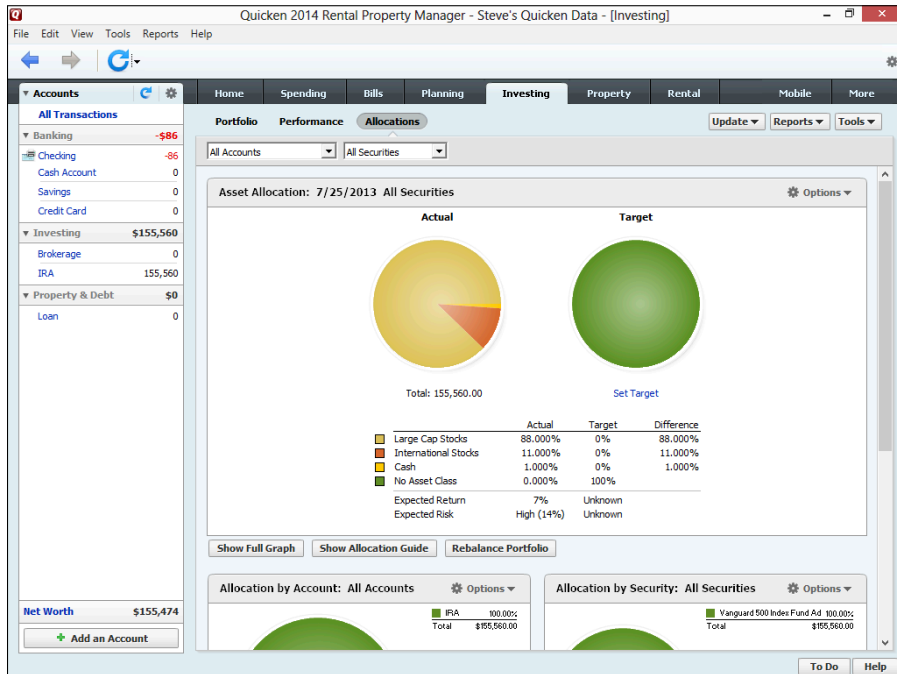 Quicken 2014 Rental Property Manager - Steve's Quicken Data - [Investing]
File Edit View Tools Reports Help
Accounts
All Transactions
Banking -$86
Checking -86
Cash Account 0
Savings 0
Credit Card 0
Investing $155,560
Brokerage 0
IRA 155,560
Property & Debt $0
Loan 0
Net Worth $155,474
Add an Account
Home Spending Bills Planning Investing Property Rental Mobile More
Portfolio Performance Allocations Update Reports Tools
All Accounts All Securities
Asset Allocation: 7/25/2013 All Securities Options
Actual Target
Total: 155,560.00 Set Target
Actual Target Difference
Large Cap Stocks 88.000% 0% 88.000%
International Stocks 11.000% 0% 11.000%
Cash 1.000% 0% 1.000%
No Asset Class 0.000% 100%
Expected Return 7% Unknown
Expected Risk High (14%) Unknown
Show Full Graph Show Allocation Guide Rebalance Portfolio
Allocation by Account: All Accounts Options
IRA 100.00%
Total $155,560.00
Allocation by Security: All Securities Options
Vanguard 500 Index Fund Ad 100.00%
Total $155,560.00
To Do Help